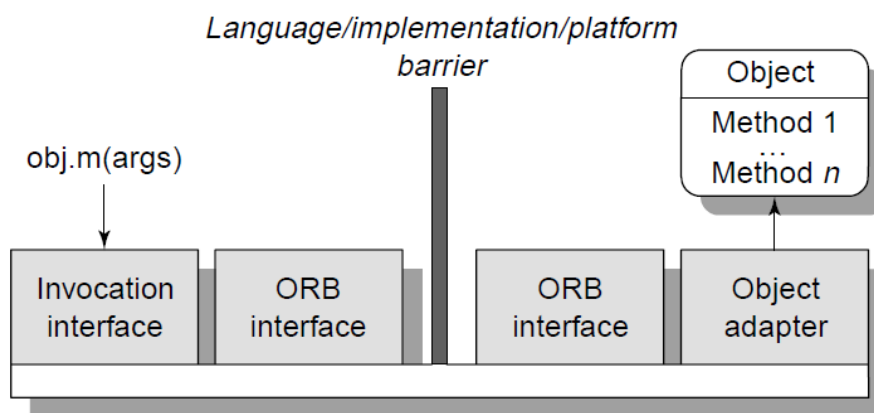 Language/implementation/platform
barrier
Object
Method 1
...
Method n
obj.m(args)
Invocation
interface
ORB
interface
ORB
interface
Object
adapter